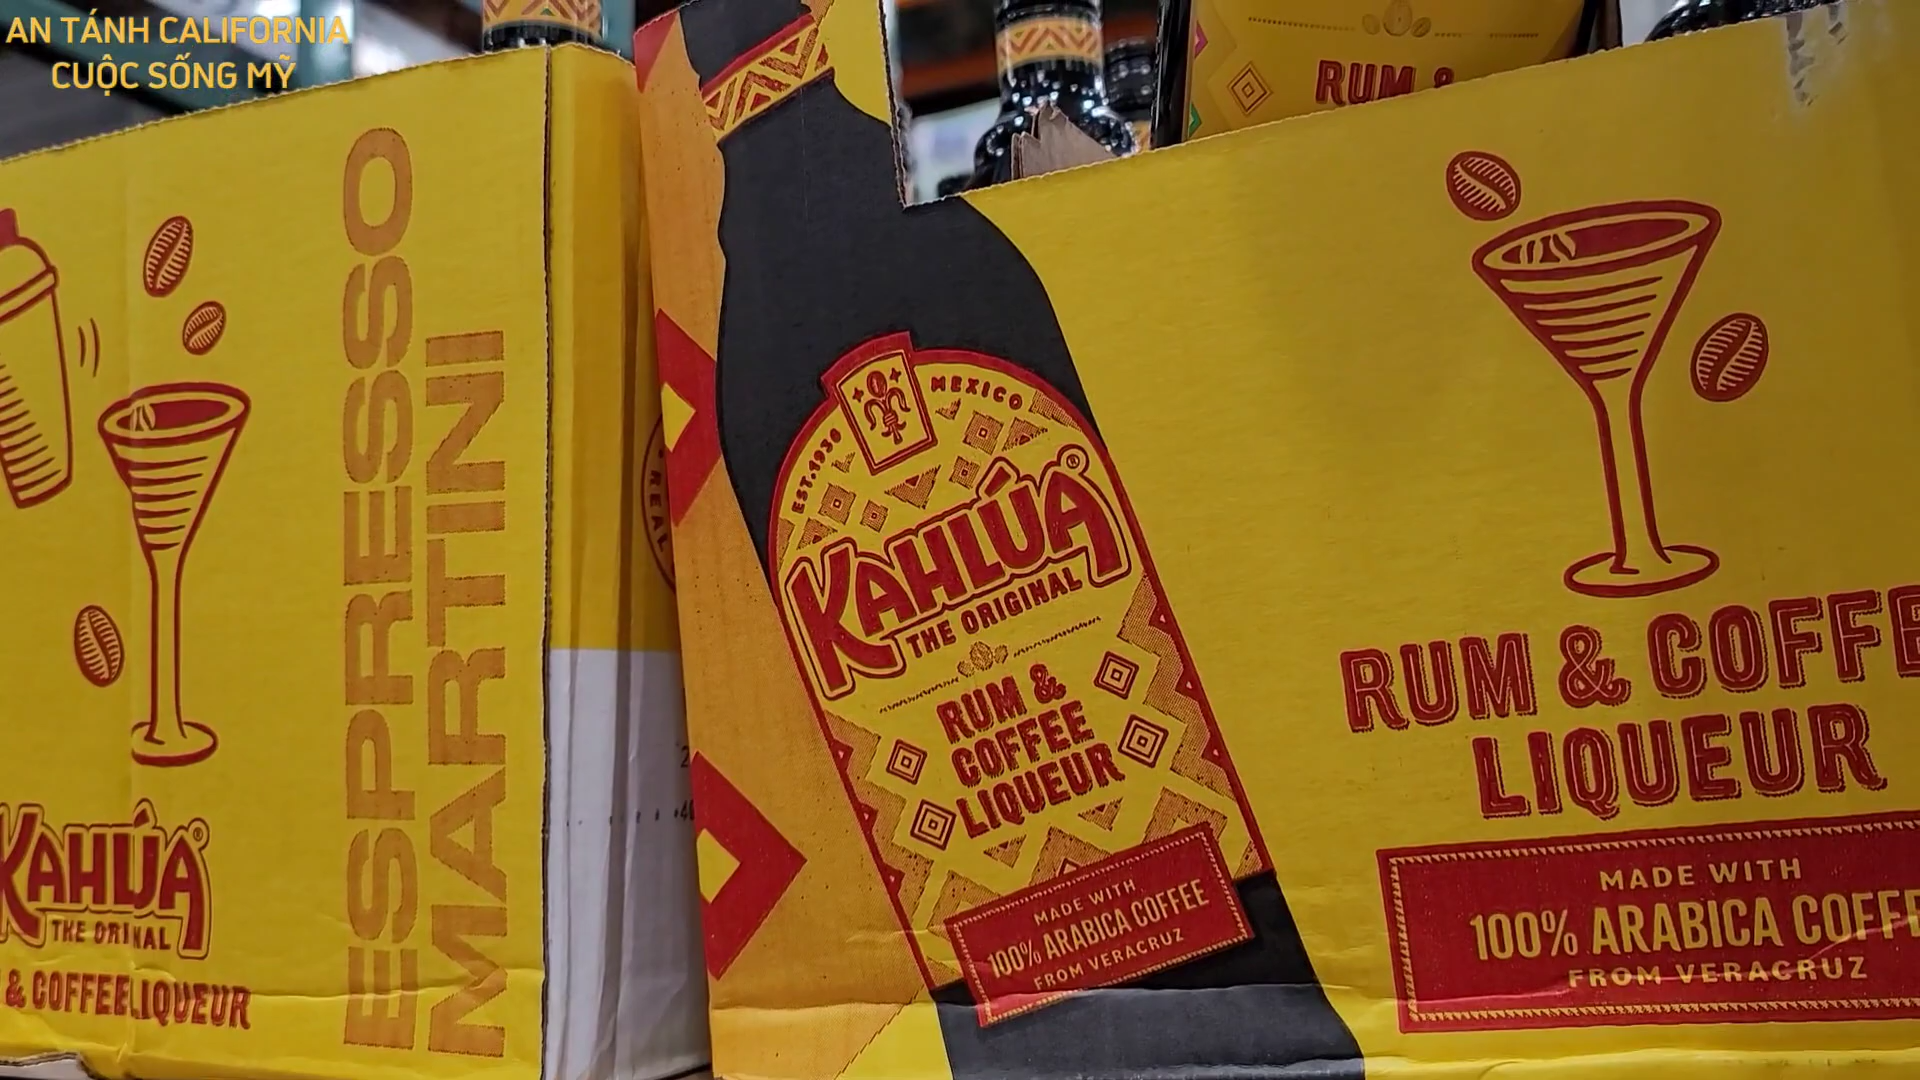 AN TÁNH CALIFORNIA
CUỘC SỐNG MỸ
ESPRESSO
MARTINI
KAHLÚA®
THE ORIGINAL
& COFFEE LIQUEUR
REAL
EST. 1936
MEXICO
KAHLÚA®
THE ORIGINAL
RUM &
COFFEE
LIQUEUR
MADE WITH
100% ARABICA COFFEE
FROM VERACRUZ
RUM &
RUM & COFFE
LIQUEUR
MADE WITH
100% ARABICA COFFE
FROM VERACRUZ